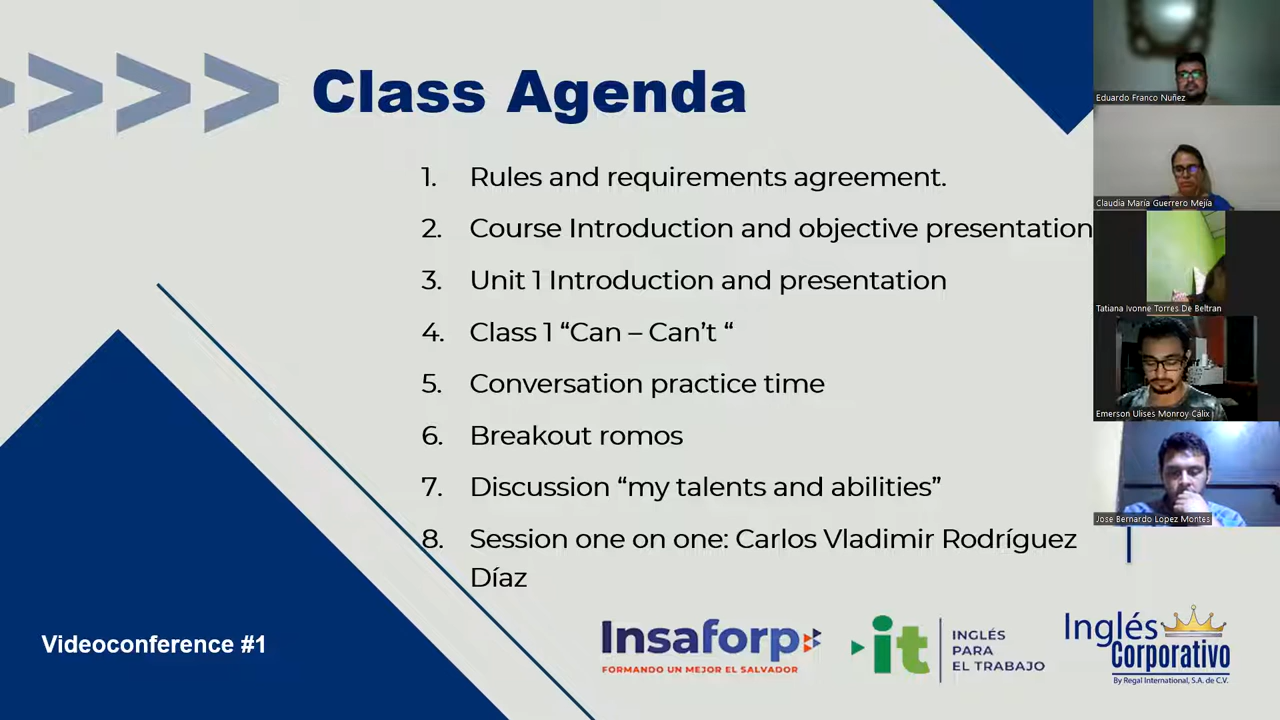 Class Agenda
1. Rules and requirements agreement.
2. Course Introduction and objective presentation
3. Unit 1 Introduction and presentation
4. Class 1 “Can – Can’t “
5. Conversation practice time
6. Breakout romos
7. Discussion “my talents and abilities”
8. Session one on one: Carlos Vladimir Rodríguez
Díaz
Videoconference #1
Insaforp
FORMANDO UN MEJOR EL SALVADOR
it
INGLÉS
PARA
EL TRABAJO
Inglés
Corporativo
By Regal International, S.A. de C.V.
Eduardo Franco Nuñez
Claudia María Guerrero Mejía
Tatiana Ivonne Torres De Beltran
Emerson Ulises Monroy Cálix
Jose Bernardo Lopez Montes